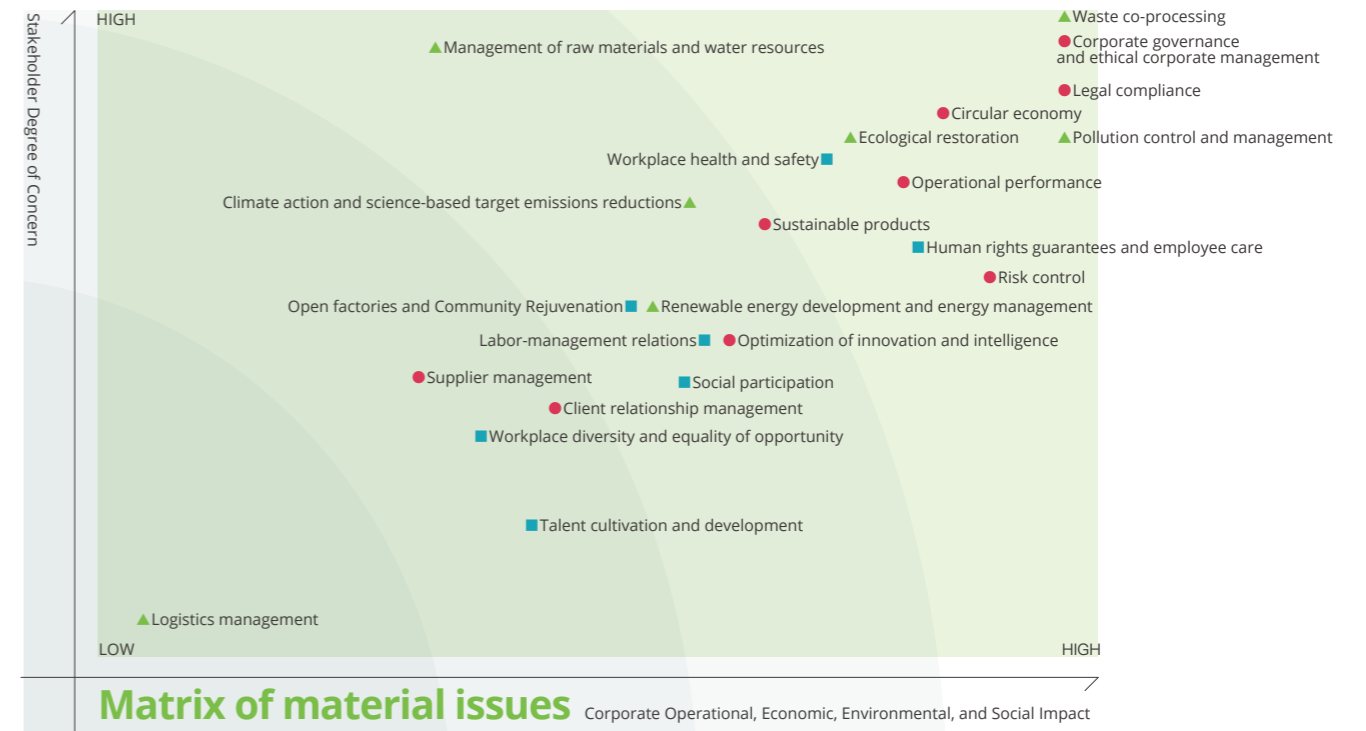 Stakeholder Degree of Concern
HIGH
Waste co-processing
Corporate governance
and ethical corporate management
Management of raw materials and water resources
Legal compliance
Circular economy
Ecological restoration
Pollution control and management
Workplace health and safety
Operational performance
Climate action and science-based target emissions reductions
Sustainable products
Human rights guarantees and employee care
Risk control
Open factories and Community Rejuvenation
Renewable energy development and energy management
Labor-management relations
Optimization of innovation and intelligence
Supplier management
Social participation
Client relationship management
Workplace diversity and equality of opportunity
Talent cultivation and development
Logistics management
LOW
HIGH
Matrix of material issues
Corporate Operational, Economic, Environmental, and Social Impact